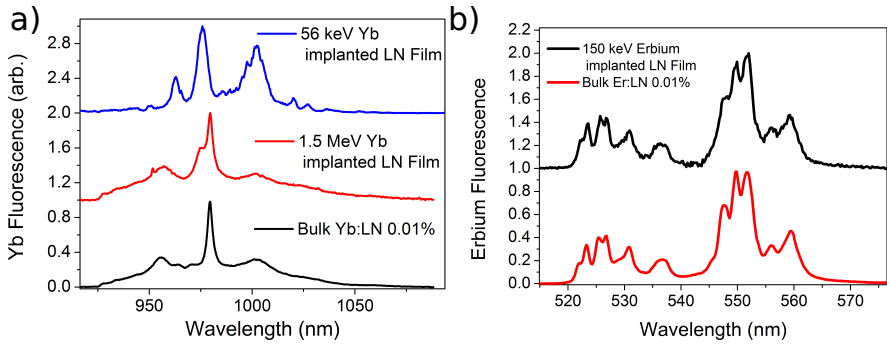 a)
Yb Fluorescence (arb.)
2.8
2.4
2.0
1.6
1.2
0.8
0.4
0.0
56 keV Yb
implanted LN Film
1.5 MeV Yb
implanted LN Film
Bulk Yb:LN 0.01%
950
1000
1050
Wavelength (nm)
b)
Erbium Fluorescence
2.2
2.0
1.8
1.6
1.4
1.2
1.0
0.8
0.6
0.4
0.2
0.0
150 keV Erbium
implanted LN Film
Bulk Er:LN 0.01%
520
530
540
550
560
570
Wavelength (nm)